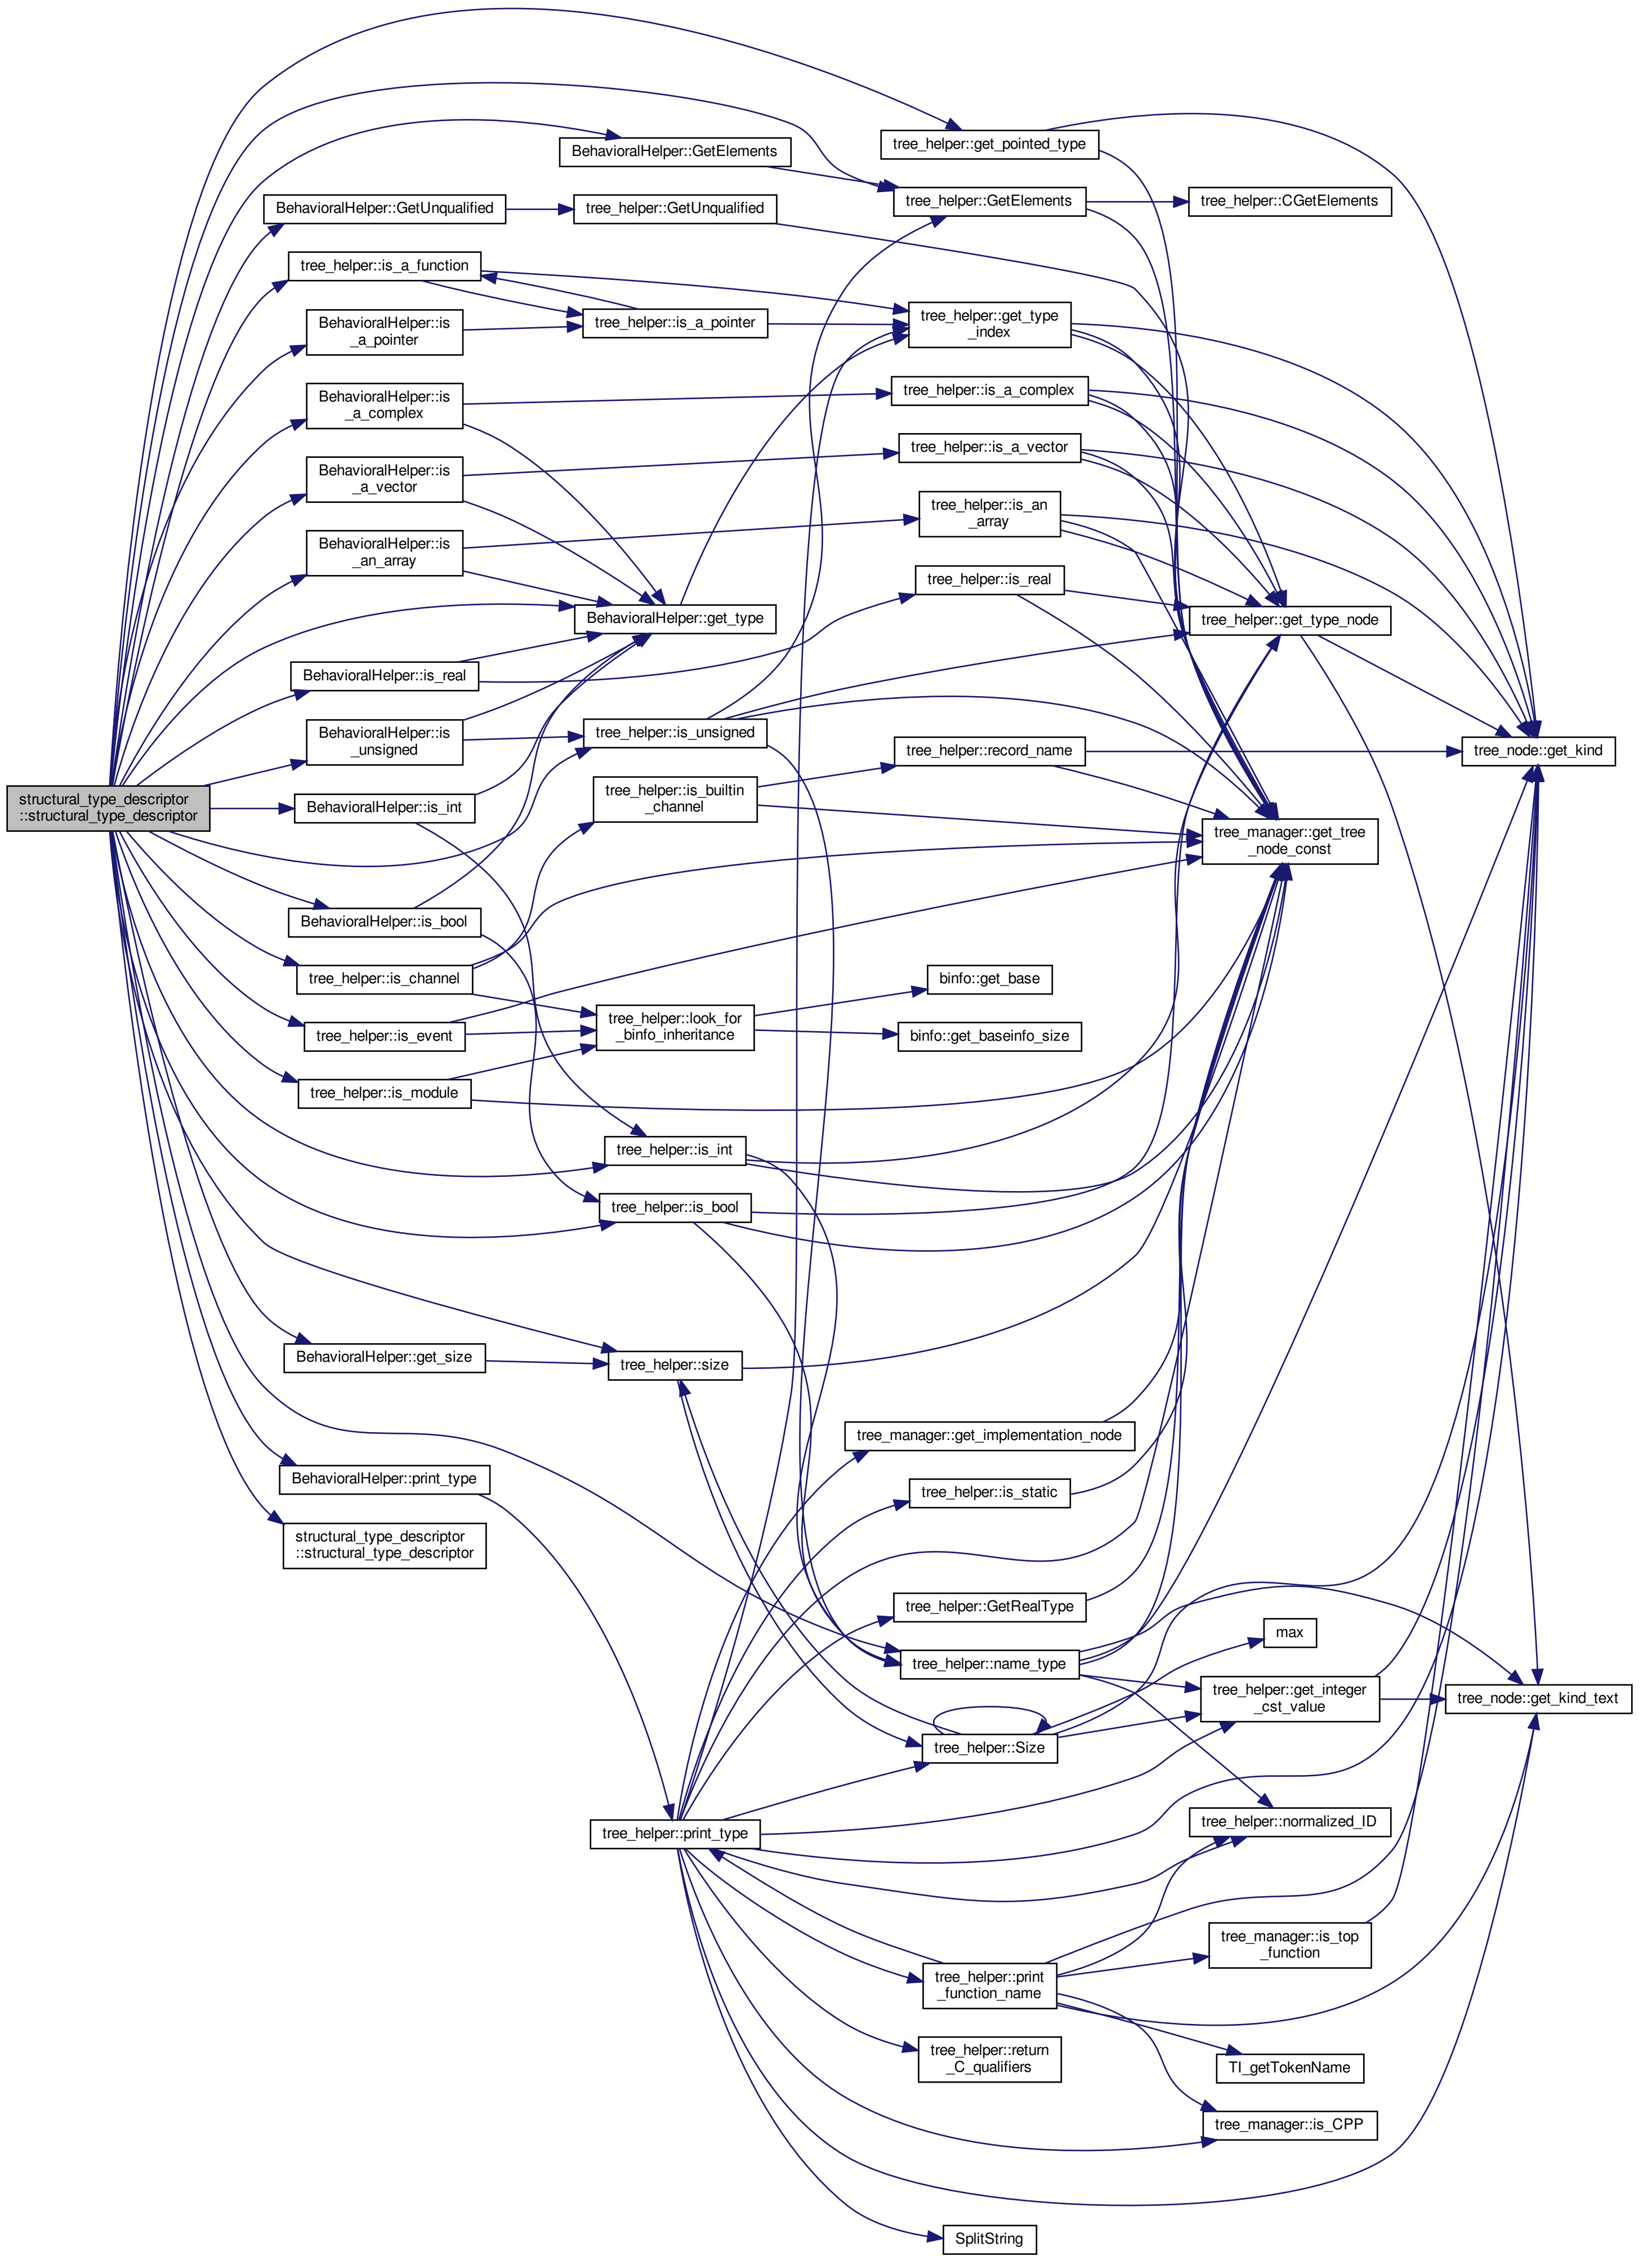 structural_type_descriptor
::structural_type_descriptor
BehavioralHelper::GetElements
BehavioralHelper::GetUnqualified
tree_helper::is_a_function
BehavioralHelper::is
_a_pointer
BehavioralHelper::is
_a_complex
BehavioralHelper::is
_a_vector
BehavioralHelper::is
_an_array
BehavioralHelper::get_type
BehavioralHelper::is_real
BehavioralHelper::is
_unsigned
BehavioralHelper::is_int
BehavioralHelper::is_bool
tree_helper::is_channel
tree_helper::is_event
tree_helper::is_module
BehavioralHelper::get_size
BehavioralHelper::print_type
structural_type_descriptor
::structural_type_descriptor
tree_helper::GetUnqualified
tree_helper::is_a_pointer
tree_helper::is_unsigned
tree_helper::is_builtin
_channel
tree_helper::look_for
_binfo_inheritance
tree_helper::is_int
tree_helper::is_bool
tree_helper::size
tree_helper::print_type
tree_helper::get_pointed_type
tree_helper::GetElements
tree_helper::get_type
_index
tree_helper::is_a_complex
tree_helper::is_a_vector
tree_helper::is_an
_array
tree_helper::is_real
tree_helper::record_name
binfo::get_base
binfo::get_baseinfo_size
tree_manager::get_implementation_node
tree_helper::is_static
tree_helper::GetRealType
tree_helper::name_type
tree_helper::Size
tree_helper::print
_function_name
tree_helper::return
_C_qualifiers
SplitString
tree_helper::CGetElements
tree_helper::get_type_node
tree_manager::get_tree
_node_const
max
tree_helper::get_integer
_cst_value
tree_helper::normalized_ID
tree_manager::is_top
_function
TI_getTokenName
tree_manager::is_CPP
tree_node::get_kind
tree_node::get_kind_text